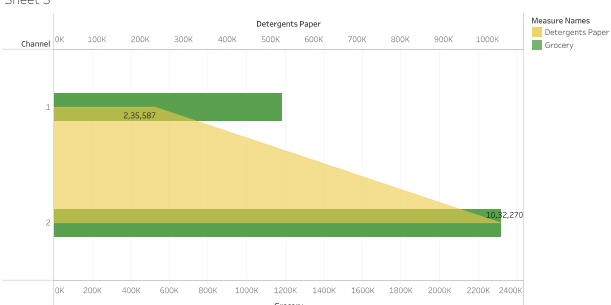 Sheet 3
Detergents Paper
Measure Names
Detergents Paper
Grocery
Channel
0K 100K 200K 300K 400K 500K 600K 700K 800K 900K 1000K
1
2,35,587
2
10,32,270
0K 200K 400K 600K 800K 1000K 1200K 1400K 1600K 1800K 2000K 2200K 2400K
Grocery